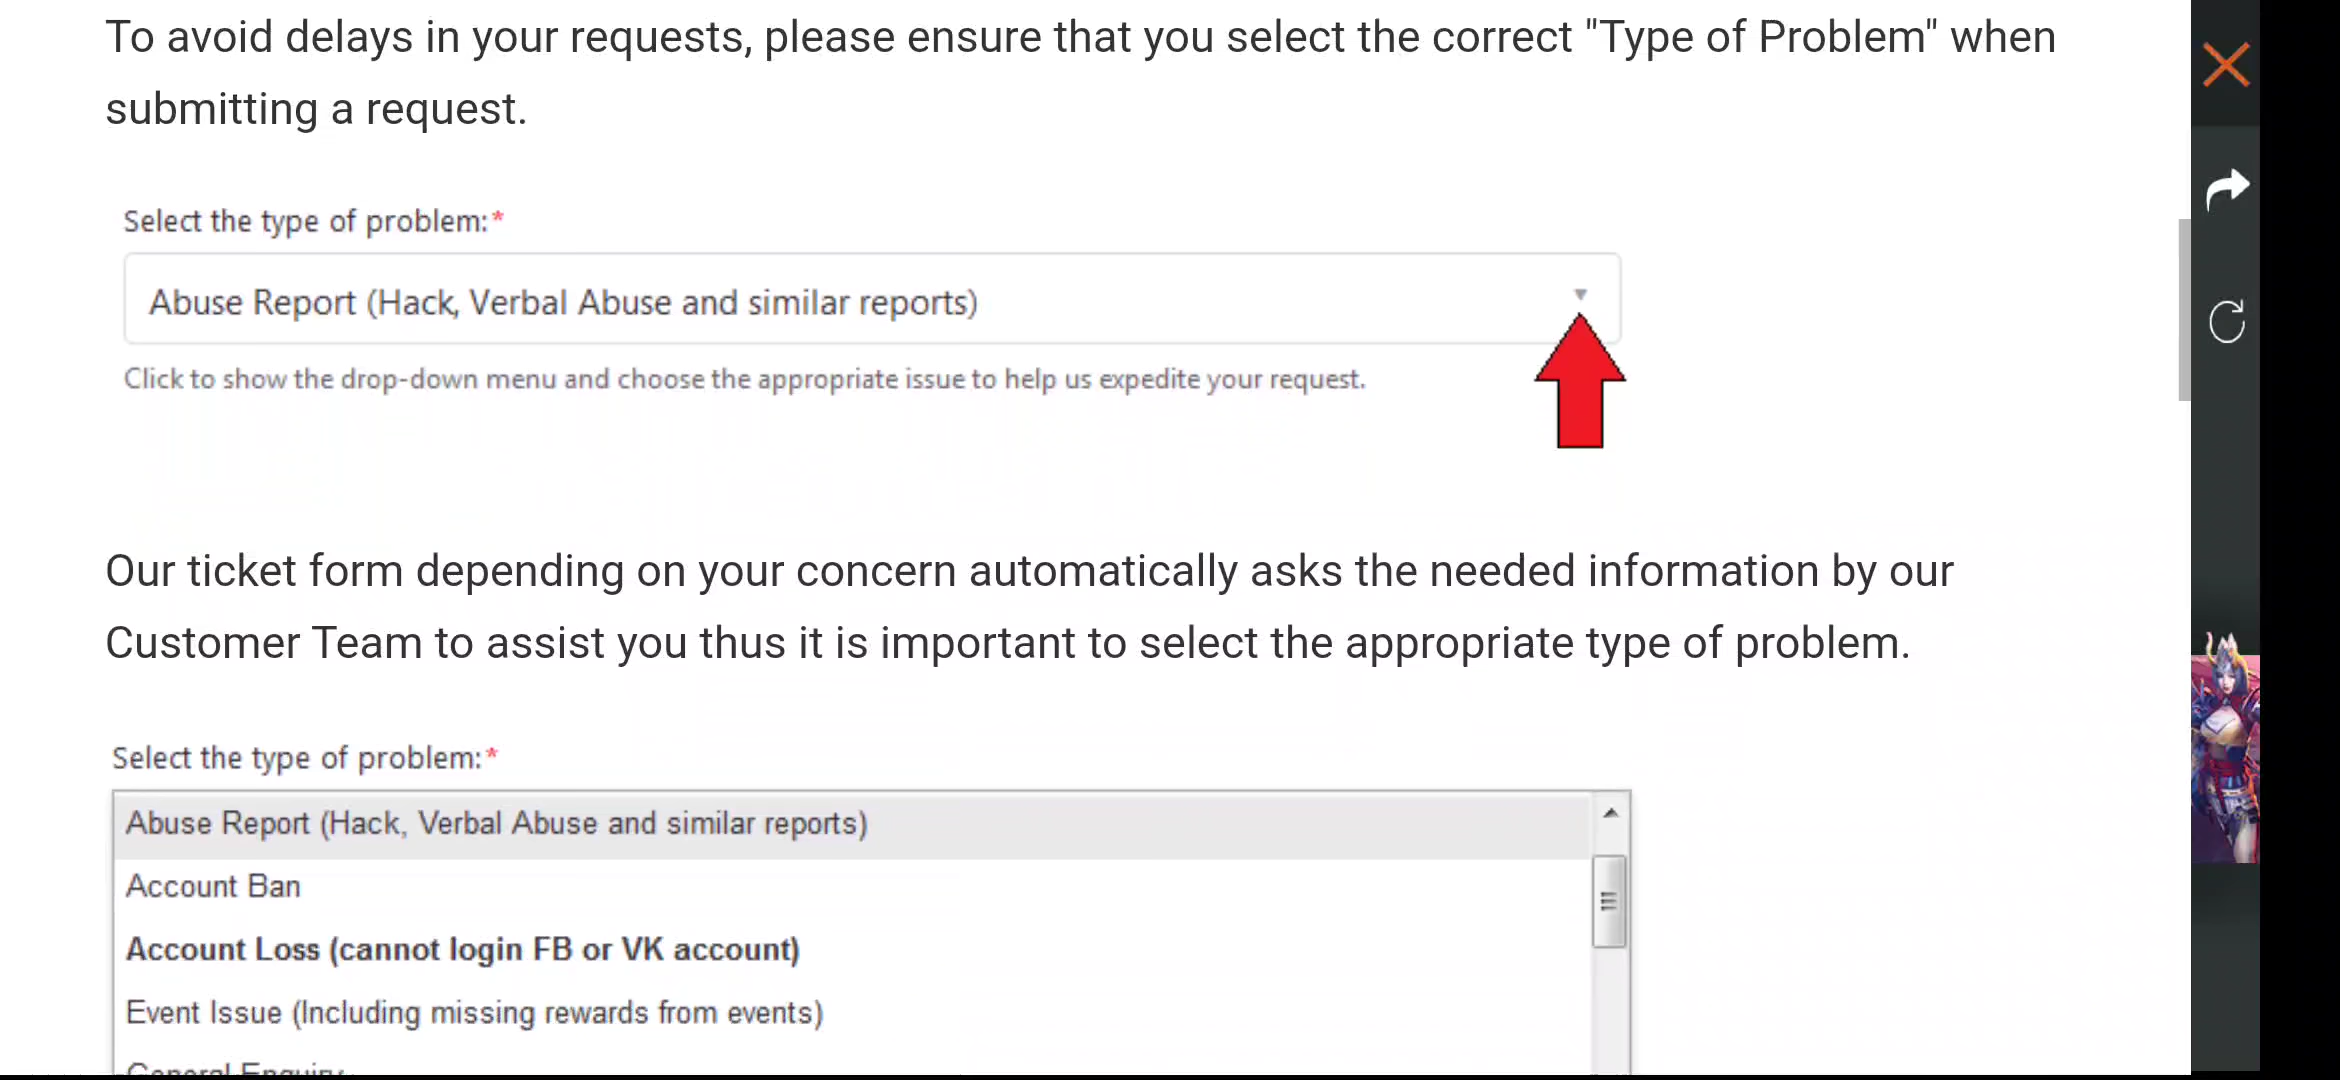 To avoid delays in your requests, please ensure that you select the correct "Type of Problem" when
submitting a request.
Select the type of problem:*
Abuse Report (Hack, Verbal Abuse and similar reports)
Click to show the drop-down menu and choose the appropriate issue to help us expedite your request.
Our ticket form depending on your concern automatically asks the needed information by our
Customer Team to assist you thus it is important to select the appropriate type of problem.
Select the type of problem:*
Abuse Report (Hack, Verbal Abuse and similar reports)
Account Ban
Account Loss (cannot login FB or VK account)
Event Issue (Including missing rewards from events)
General Enquiry